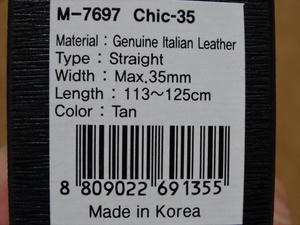 M-7697 Chic-35
Material : Genuine Italian Leather
Type : Straight
Width : Max.35mm
Length : 113~125cm
Color : Tan
8 809022 691355
Made in Korea